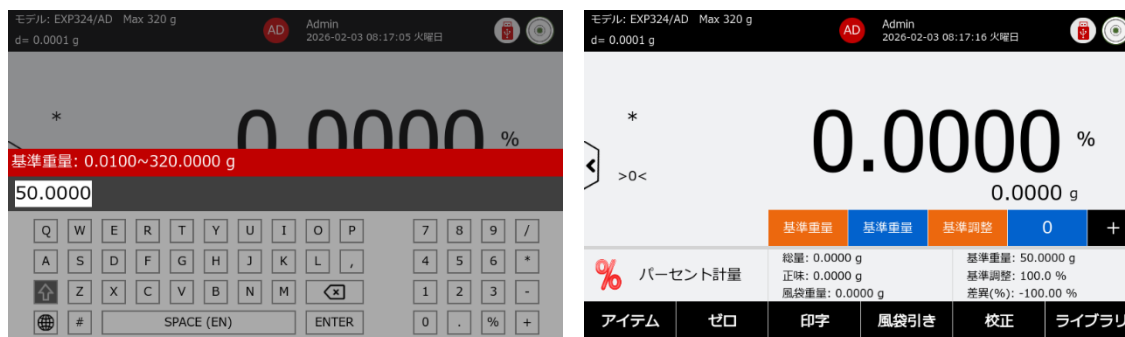 モデル: EXP324/AD Max 320 g
d= 0.0001 g
AD
Admin
2026-02-03 08:17:05 火曜日
*
0.0000 %
基準重量: 0.0100~320.0000 g
50.0000
Q W E R T Y U I O P 7 8 9 /
A S D F G H J K L , 4 5 6 *
Z X C V B N M 1 2 3 -
# SPACE (EN) ENTER 0 . % +
モデル: EXP324/AD Max 320 g
d= 0.0001 g
AD
Admin
2026-02-03 08:17:16 火曜日
*
0.0000 %
>0<
0.0000 g
基準重量 基準重量 基準調整 0 +
% パーセント計量
総量: 0.0000 g
正味: 0.0000 g
風袋重量: 0.0000 g
基準重量: 50.0000 g
基準調整: 100.0 %
差異(%): -100.00 %
アイテム ゼロ 印字 風袋引き 校正 ライブラリ